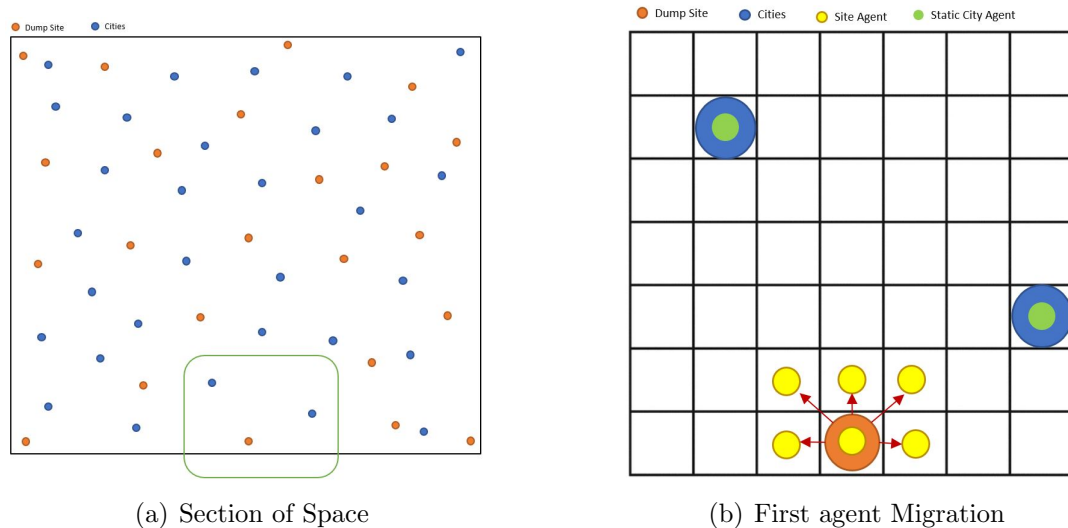 Dump Site Cities
Dump Site Cities Site Agent Static City Agent
(a) Section of Space
(b) First agent Migration